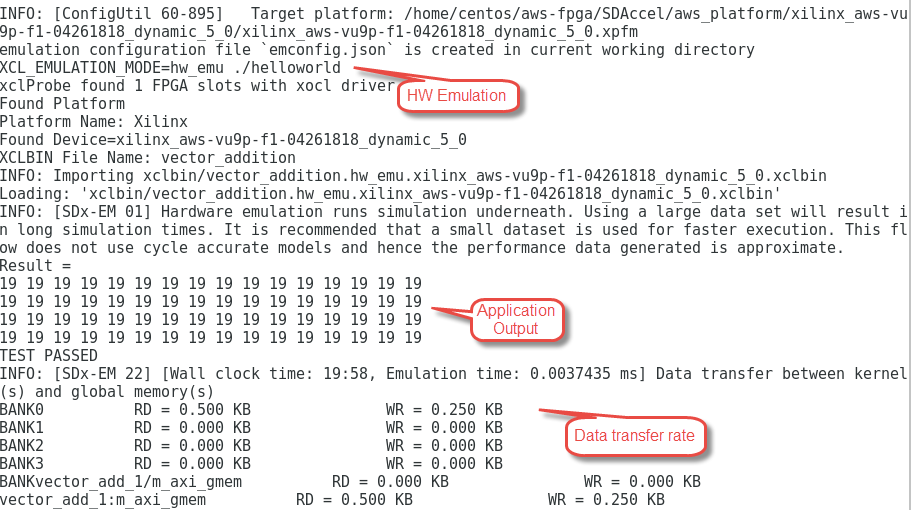 INFO: [ConfigUtil 60-895]   Target platform: /home/centos/aws-fpga/SDAccel/aws_platform/xilinx_aws-vu
9p-f1-04261818_dynamic_5_0/xilinx_aws-vu9p-f1-04261818_dynamic_5_0.xpfm
emulation configuration file `emconfig.json` is created in current working directory
XCL_EMULATION_MODE=hw_emu ./helloworld
xclProbe found 1 FPGA slots with xocl driver
HW Emulation
Found Platform
Platform Name: Xilinx
Found Device=xilinx_aws-vu9p-f1-04261818_dynamic_5_0
XCLBIN File Name: vector_addition
INFO: Importing xclbin/vector_addition.hw_emu.xilinx_aws-vu9p-f1-04261818_dynamic_5_0.xclbin
Loading: 'xclbin/vector_addition.hw_emu.xilinx_aws-vu9p-f1-04261818_dynamic_5_0.xclbin'
INFO: [SDx-EM 01] Hardware emulation runs simulation underneath. Using a large data set will result i
n long simulation times. It is recommended that a small dataset is used for faster execution. This fl
ow does not use cycle accurate models and hence the performance data generated is approximate.
Result =
19 19 19 19 19 19 19 19 19 19 19 19 19 19 19 19
19 19 19 19 19 19 19 19 19 19 19 19 19 19 19 19
19 19 19 19 19 19 19 19 19 19 19 19 19 19 19 19
19 19 19 19 19 19 19 19 19 19 19 19 19 19 19 19
Application
Output
TEST PASSED
INFO: [SDx-EM 22] [Wall clock time: 19:58, Emulation time: 0.0037435 ms] Data transfer between kernel
(s) and global memory(s)
BANK0          RD = 0.500 KB               WR = 0.250 KB
BANK1          RD = 0.000 KB               WR = 0.000 KB
BANK2          RD = 0.000 KB               WR = 0.000 KB
BANK3          RD = 0.000 KB               WR = 0.000 KB
Data transfer rate
BANKvector_add_1/m_axi_gmem          RD = 0.000 KB               WR = 0.000 KB
vector_add_1:m_axi_gmem          RD = 0.500 KB               WR = 0.250 KB